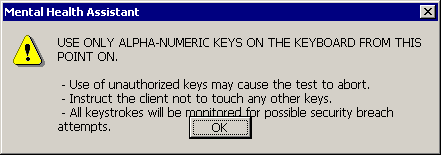 Mental Health Assistant
USE ONLY ALPHA-NUMERIC KEYS ON THE KEYBOARD FROM THIS
POINT ON.
- Use of unauthorized keys may cause the test to abort.
- Instruct the client not to touch any other keys.
- All keystrokes will be monitored for possible security breach
attempts.
OK